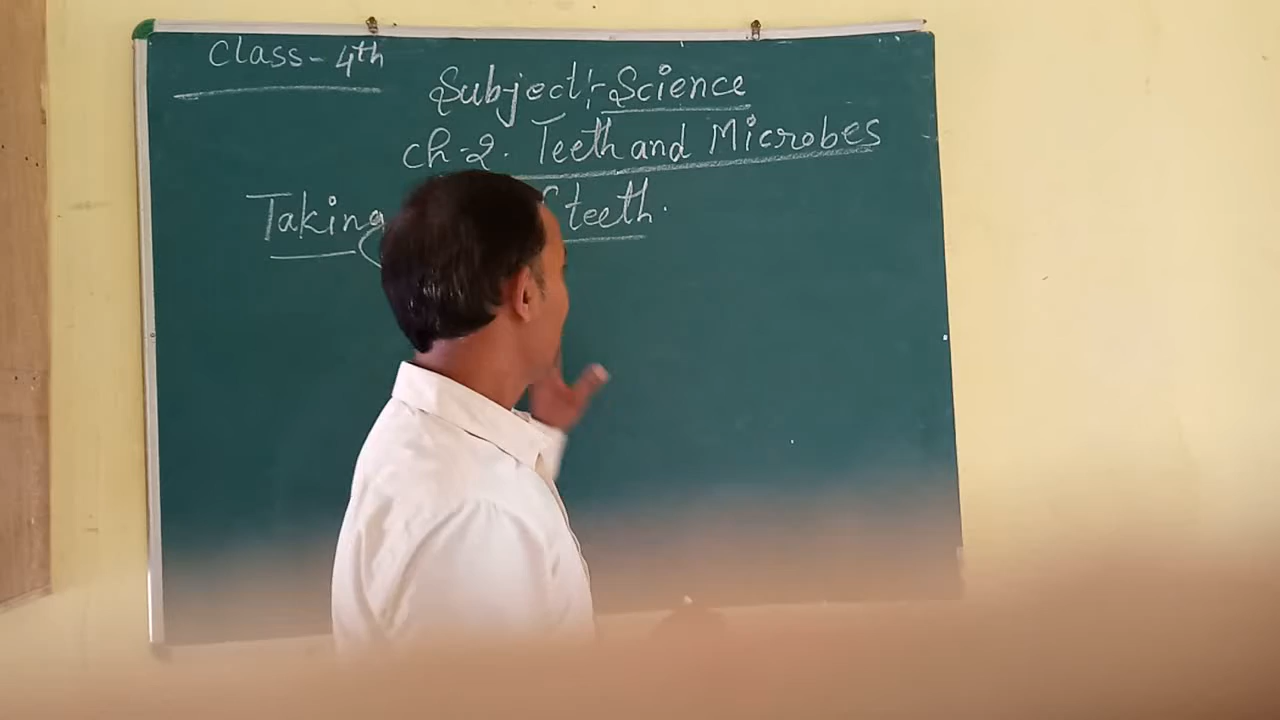 Class - 4th
Subject :- Science
Ch-2. Teeth and Microbes
Taking teeth.